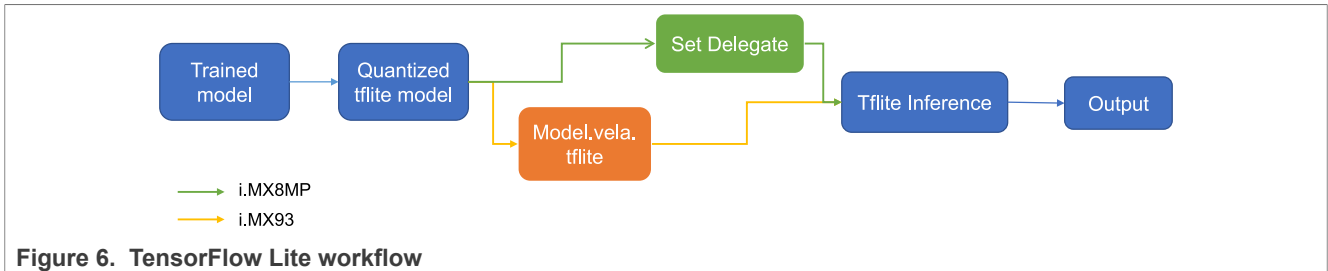 Trained
model
Quantized
tflite model
Set Delegate
Model.vela.
tflite
Tflite Inference
Output
i.MX8MP
i.MX93
Figure 6. TensorFlow Lite workflow